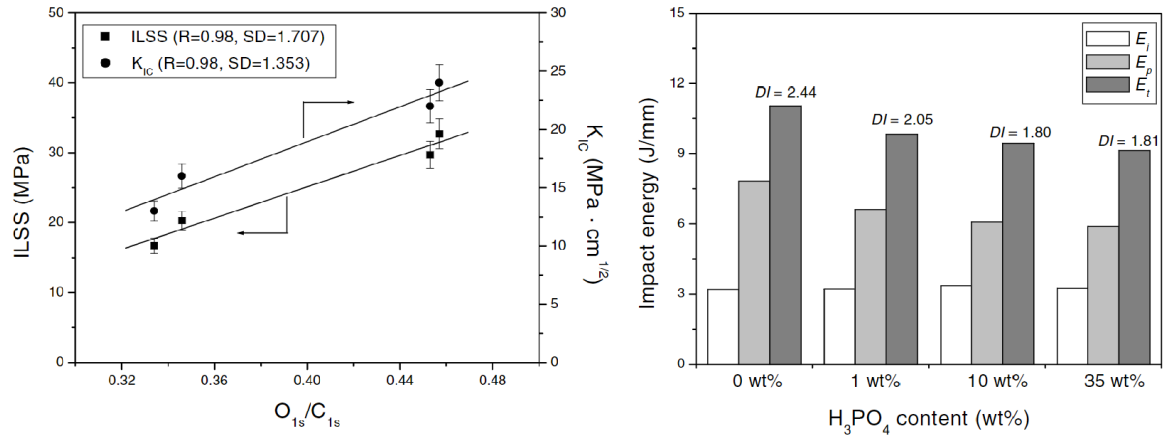 50
40
30
20
10
0
ILSS (MPa)
ILSS (R=0.98, SD=1.707)
K_IC (R=0.98, SD=1.353)
30
25
20
15
10
5
0
K_IC (MPa · cm^1/2)
0.32 0.36 0.40 0.44 0.48
O_1s/C_1s
15
12
9
6
3
0
Impact energy (J/mm)
E_i
E_p
E_t
DI = 2.44
DI = 2.05
DI = 1.80
DI = 1.81
0 wt% 1 wt% 10 wt% 35 wt%
H_3PO_4 content (wt%)